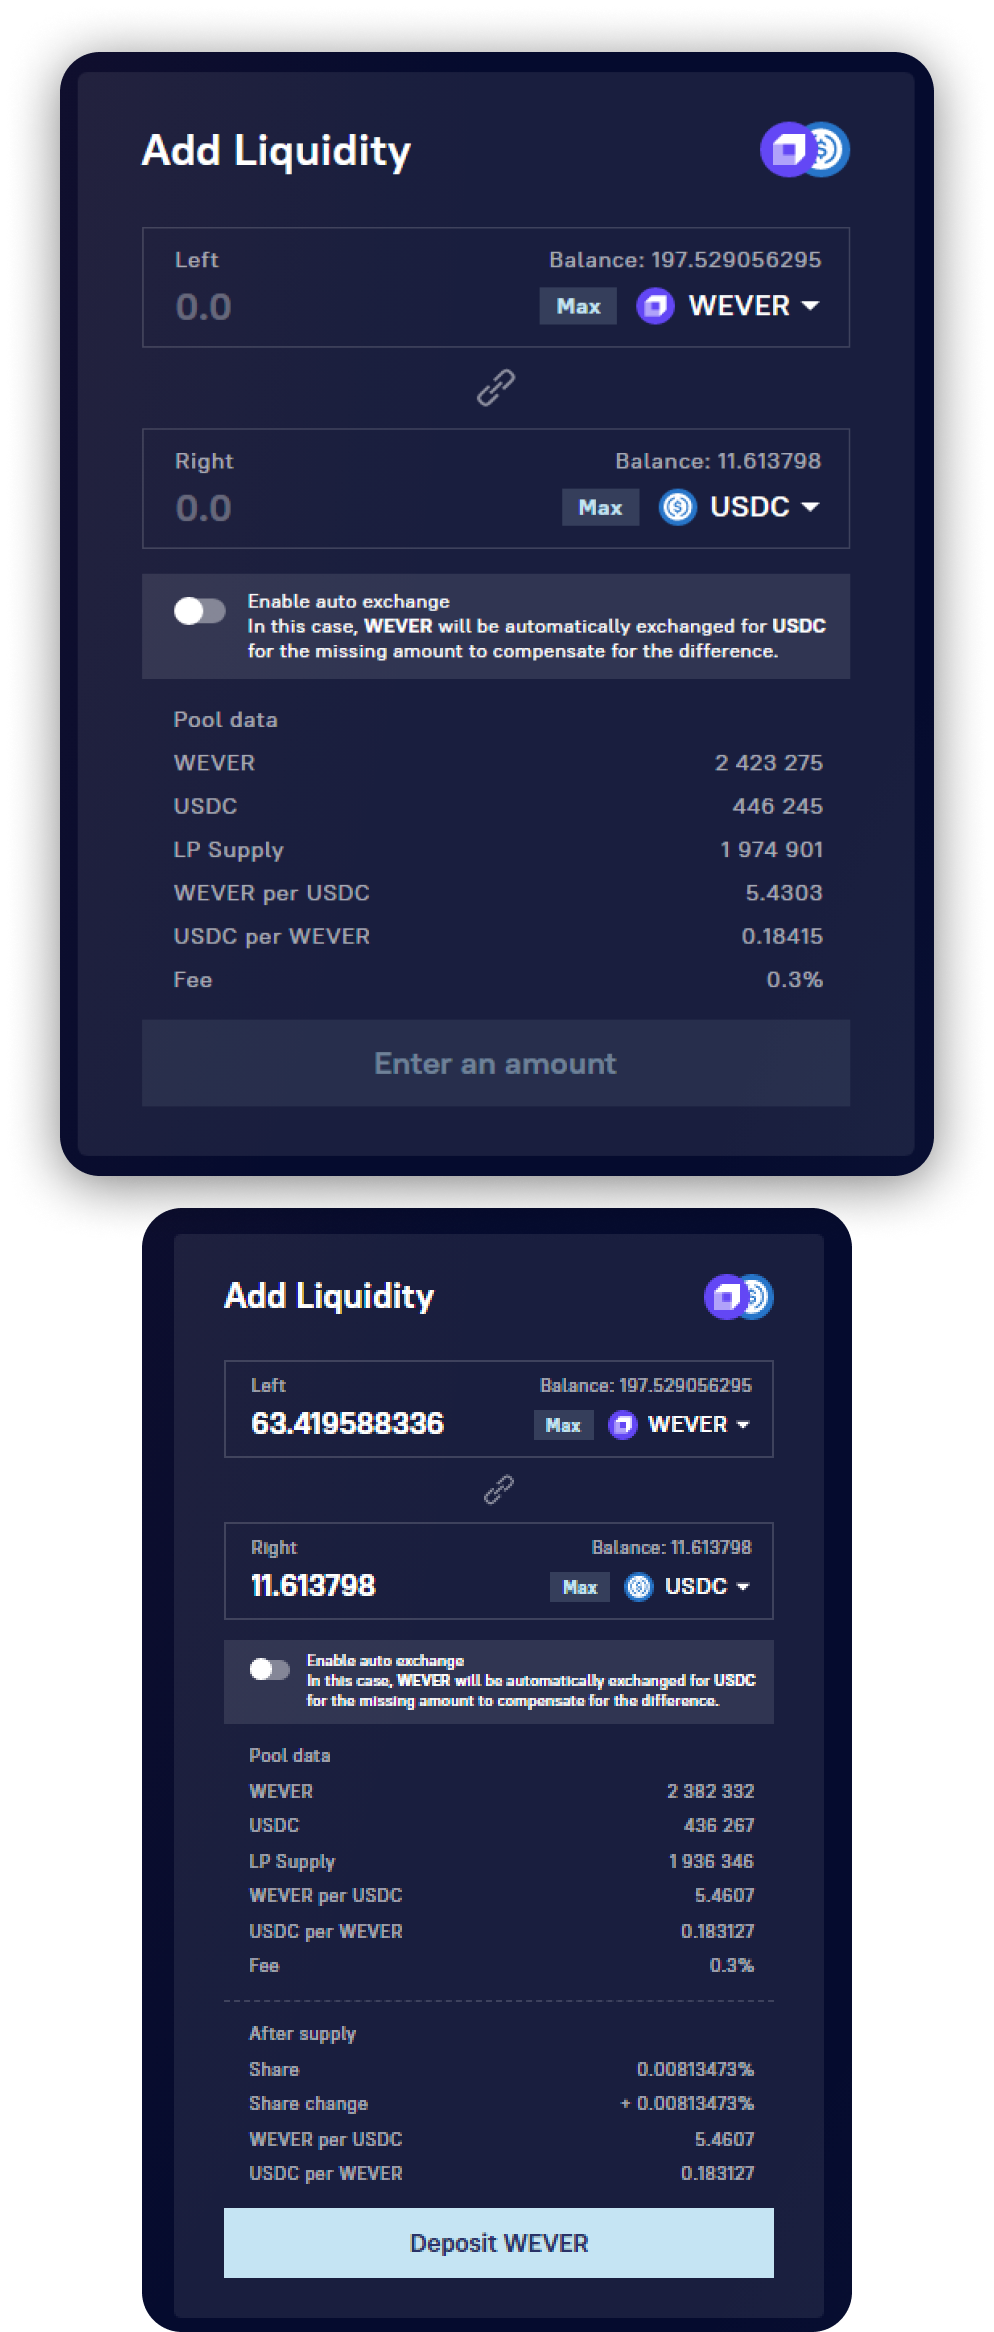 Add Liquidity
Left
Balance: 197.529056295
0.0
Max
WEVER
Right
Balance: 11.613798
0.0
Max
USDC
Enable auto exchange
In this case, WEVER will be automatically exchanged for USDC
for the missing amount to compensate for the difference.
Pool data
WEVER 2 423 275
USDC 446 245
LP Supply 1 974 901
WEVER per USDC 5.4303
USDC per WEVER 0.18415
Fee 0.3%
Enter an amount
Add Liquidity
Left
Balance: 197.529056295
63.419588336
Max
WEVER
Right
Balance: 11.613798
11.613798
Max
USDC
Enable auto exchange
In this case, WEVER will be automatically exchanged for USDC
for the missing amount to compensate for the difference.
Pool data
WEVER 2 382 332
USDC 436 267
LP Supply 1 936 346
WEVER per USDC 5.4607
USDC per WEVER 0.183127
Fee 0.3%
After supply
Share 0.00813473%
Share change + 0.00813473%
WEVER per USDC 5.4607
USDC per WEVER 0.183127
Deposit WEVER